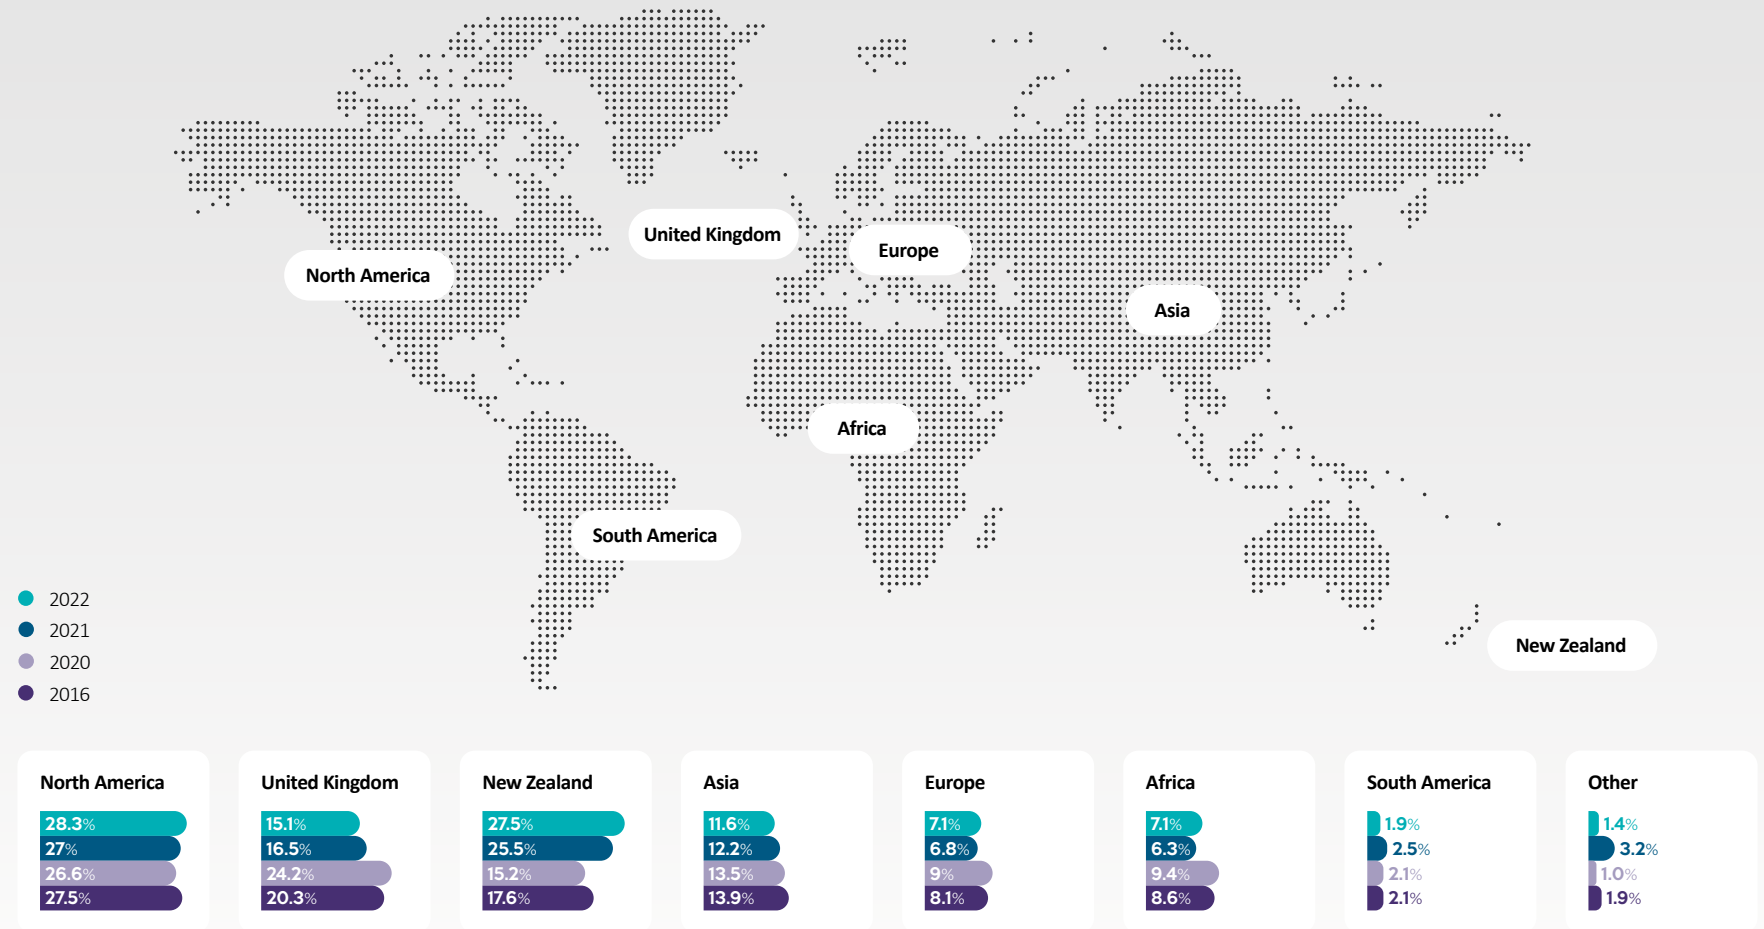 United Kingdom
Europe
North America
Asia
Africa
South America
New Zealand
2022
2021
2020
2016
North America
28.3%
27%
26.6%
27.5%
United Kingdom
15.1%
16.5%
24.2%
20.3%
New Zealand
27.5%
25.5%
15.2%
17.6%
Asia
11.6%
12.2%
13.5%
13.9%
Europe
7.1%
6.8%
9%
8.1%
Africa
7.1%
6.3%
9.4%
8.6%
South America
1.9%
2.5%
2.1%
2.1%
Other
1.4%
3.2%
1.0%
1.9%